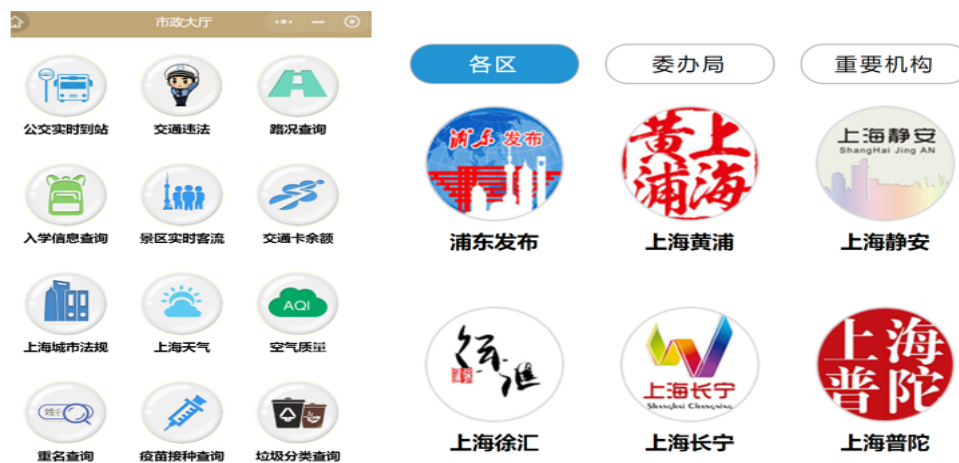 市政大厅
公交实时到站
交通违法
路况查询
入学信息查询
景区实时客流
交通卡余额
上海城市法规
上海天气
AQI
空气质量
姓名
重名查询
疫苗接种查询
垃圾分类查询
各区
委办局
重要机构
浦东发布
浦东发布
上海黄浦
上海黄浦
上海静安
ShangHai Jing AN
上海静安
徐汇
上海徐汇
上海长宁
Shanghai Changning
上海长宁
上海普陀
上海普陀